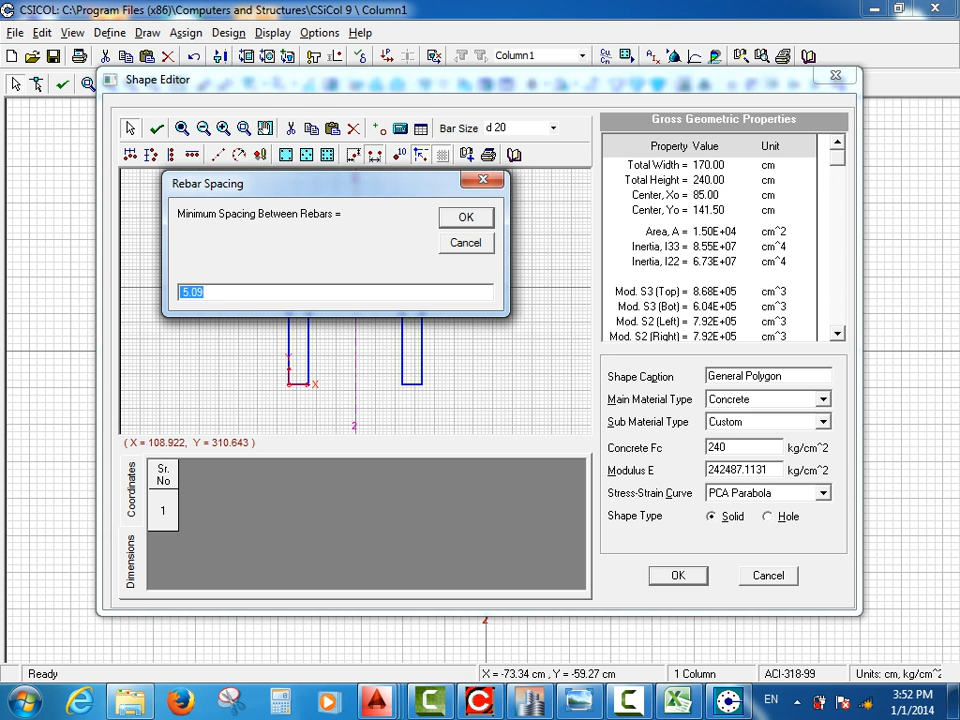 CSICOL: C:\Program Files (x86)\Computers and Structures\CSiCol 9 \ Column1
File Edit View Define Draw Assign Design Display Options Help
Column1
Shape Editor
Bar Size d 20
Gross Geometric Properties
Property Value Unit
Total Width = 170.00 cm
Total Height = 240.00 cm
Center, Xo = 85.00 cm
Center, Yo = 141.50 cm
Area, A = 1.50E+04 cm^2
Inertia, I33 = 8.55E+07 cm^4
Inertia, I22 = 6.73E+07 cm^4
Mod. S3 (Top) = 8.68E+05 cm^3
Mod. S3 (Bot) = 6.04E+05 cm^3
Mod. S2 (Left) = 7.92E+05 cm^3
Mod. S2 (Right) = 7.92E+05 cm^3
Rebar Spacing
Minimum Spacing Between Rebars =
OK
Cancel
5.09
X
2
( X = 108.922, Y = 310.643 )
Coordinates
Dimensions
Sr.
No
1
Shape Caption General Polygon
Main Material Type Concrete
Sub Material Type Custom
Concrete Fc 240 kg/cm^2
Modulus E 242487.1131 kg/cm^2
Stress-Strain Curve PCA Parabola
Shape Type Solid Hole
OK Cancel
2
Ready X = -73.34 cm , Y = -59.27 cm 1 Column ACI-318-99 Units: cm, kg/cm^2
EN 3:52 PM
1/1/2014